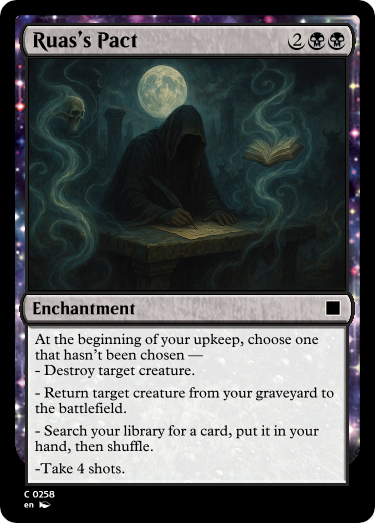 Ruas's Pact 2
Enchantment
At the beginning of your upkeep, choose one
that hasn't been chosen —
- Destroy target creature.
- Return target creature from your graveyard to
the battlefield.
- Search your library for a card, put it in your
hand, then shuffle.
-Take 4 shots.
C 0258
en